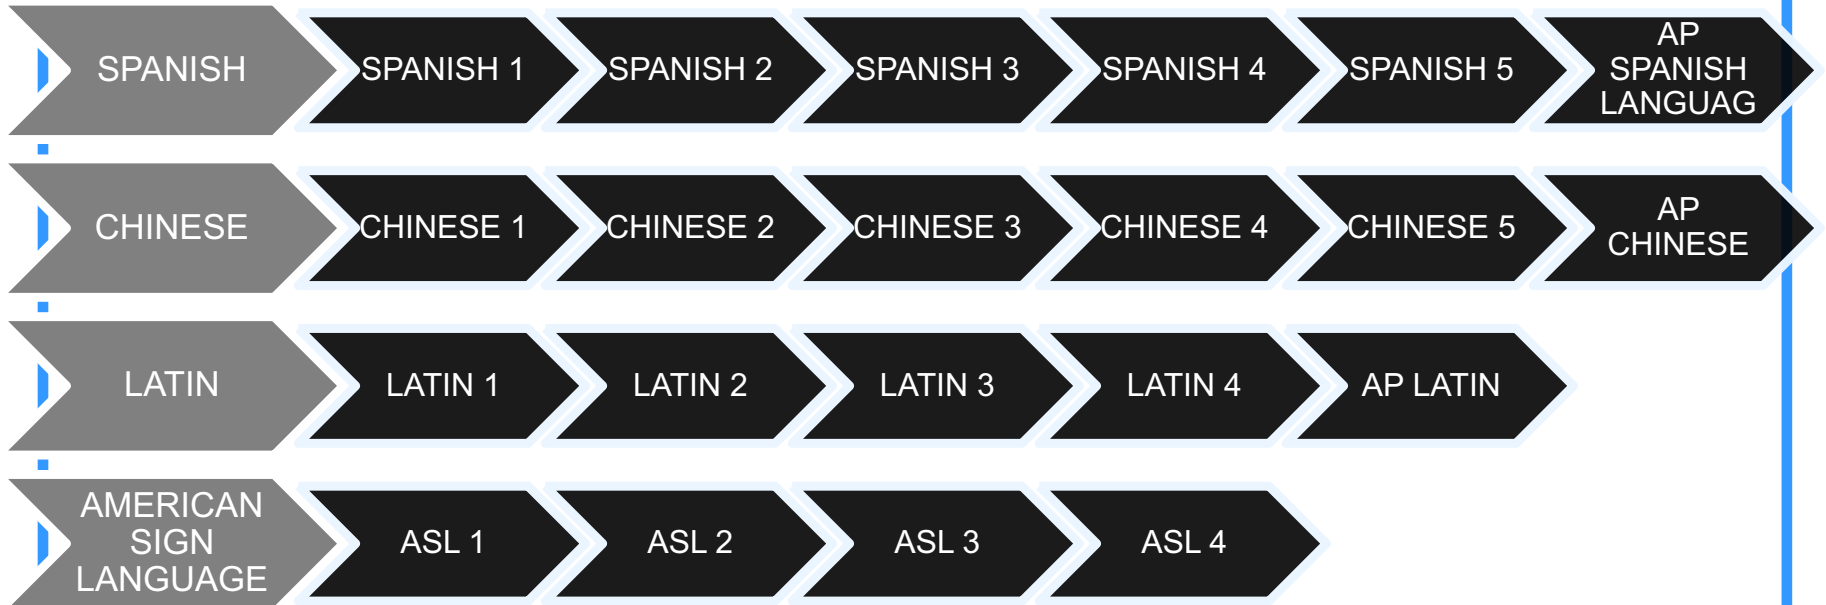 SPANISH
SPANISH 1
SPANISH 2
SPANISH 3
SPANISH 4
SPANISH 5
AP
SPANISH
LANGUAG
CHINESE
CHINESE 1
CHINESE 2
CHINESE 3
CHINESE 4
CHINESE 5
AP
CHINESE
LATIN
LATIN 1
LATIN 2
LATIN 3
LATIN 4
AP LATIN
AMERICAN
SIGN
LANGUAGE
ASL 1
ASL 2
ASL 3
ASL 4